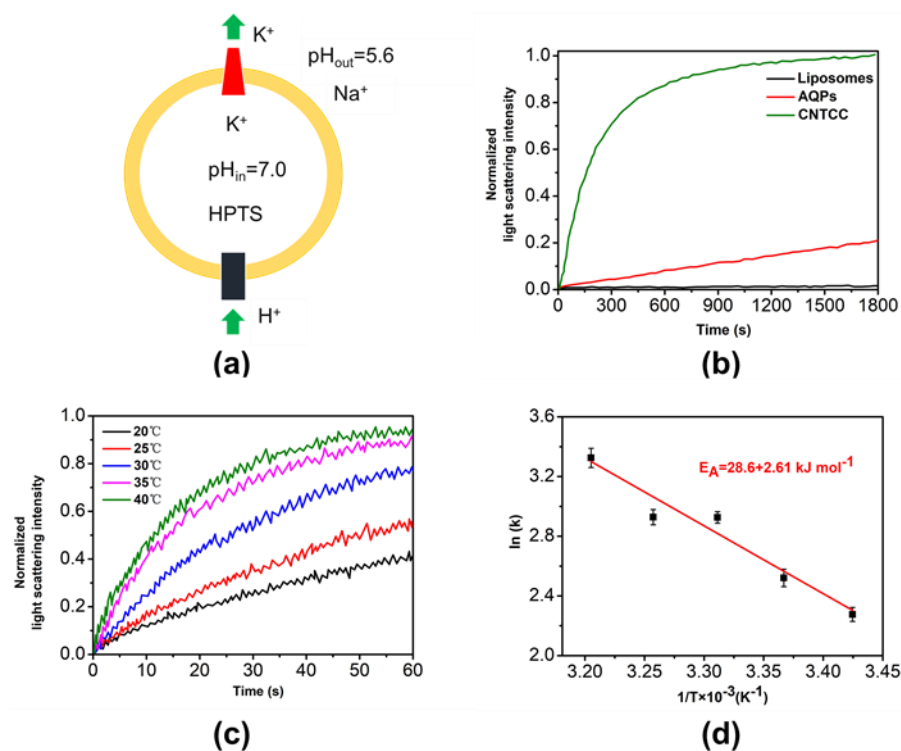 K⁺
pHout=5.6
Na⁺
K⁺
pHin=7.0
HPTS
H⁺
(a)
Normalized
light scattering intensity
1.0
0.8
0.6
0.4
0.2
0.0
Liposomes
AQPs
CNTCC
0 300 600 900 1200 1500 1800
Time (s)
(b)
Normalized
light scattering intensity
1.0
0.8
0.6
0.4
0.2
0.0
20℃
25℃
30℃
35℃
40℃
0 10 20 30 40 50 60
Time (s)
(c)
ln (k)
3.6
3.2
2.8
2.4
2.0
EA=28.6+2.61 kJ mol⁻¹
3.20 3.25 3.30 3.35 3.40 3.45
1/T×10⁻³(K⁻¹)
(d)